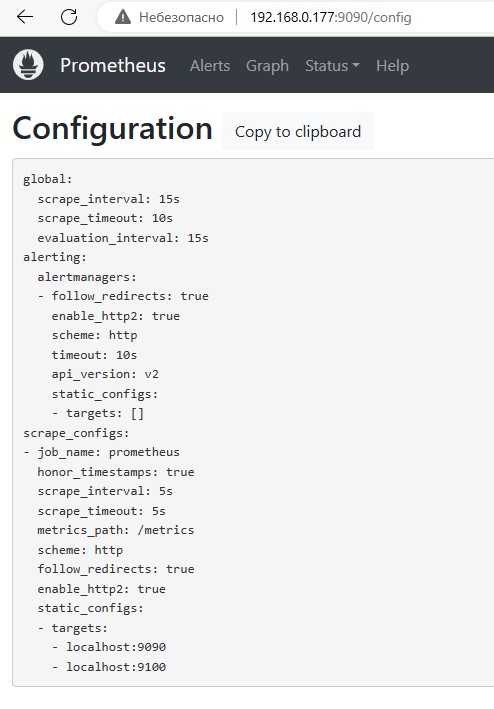 Небезопасно 192.168.0.177:9090/config
Prometheus Alerts Graph Status Help
Configuration Copy to clipboard
global:
  scrape_interval: 15s
  scrape_timeout: 10s
  evaluation_interval: 15s
alerting:
  alertmanagers:
  - follow_redirects: true
    enable_http2: true
    scheme: http
    timeout: 10s
    api_version: v2
    static_configs:
    - targets: []
scrape_configs:
- job_name: prometheus
  honor_timestamps: true
  scrape_interval: 5s
  scrape_timeout: 5s
  metrics_path: /metrics
  scheme: http
  follow_redirects: true
  enable_http2: true
  static_configs:
  - targets:
    - localhost:9090
    - localhost:9100